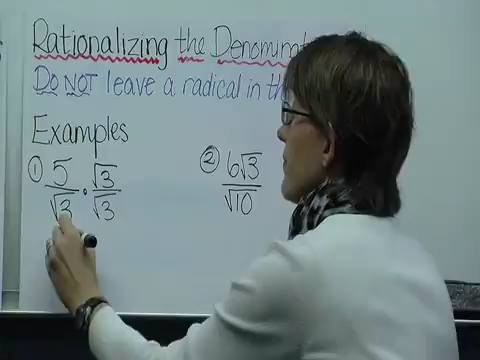 Rationalizing the
DO NOT leave a radical in
Examples
① 5/√3 · √3/√3
② 6√3/√10